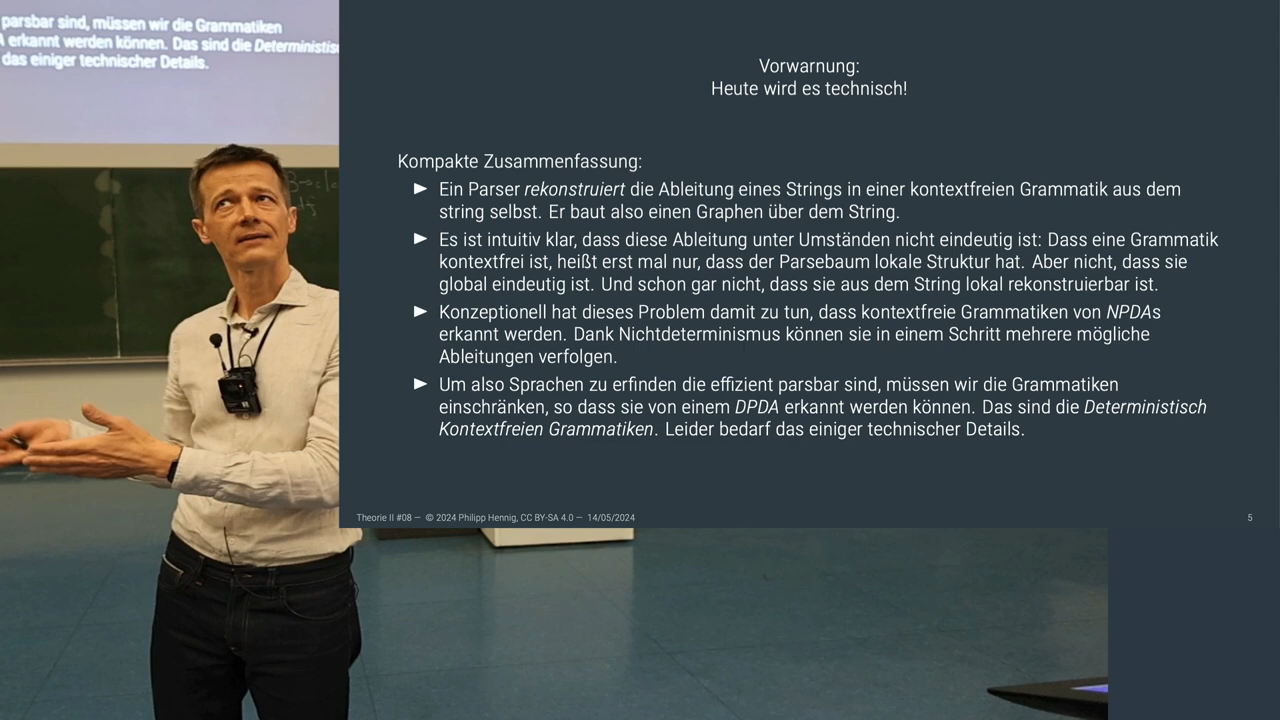 parsbar sind, müssen wir die Grammatiken
erkannt werden können. Das sind die
das einiger technischer Details.
Vorwarnung:
Heute wird es technisch!
Kompakte Zusammenfassung:
► Ein Parser rekonstruiert die Ableitung eines Strings in einer kontextfreien Grammatik aus dem
string selbst. Er baut also einen Graphen über dem String.
► Es ist intuitiv klar, dass diese Ableitung unter Umständen nicht eindeutig ist: Dass eine Grammatik
kontextfrei ist, heißt erst mal nur, dass der Parsebaum lokale Struktur hat. Aber nicht, dass sie
global eindeutig ist. Und schon gar nicht, dass sie aus dem String lokal rekonstruierbar ist.
► Konzeptionell hat dieses Problem damit zu tun, dass kontextfreie Grammatiken von NPDAs
erkannt werden. Dank Nichtdeterminismus können sie in einem Schritt mehrere mögliche
Ableitungen verfolgen.
► Um also Sprachen zu erfinden die effizient parsbar sind, müssen wir die Grammatiken
einschränken, so dass sie von einem DPDA erkannt werden können. Das sind die Deterministisch
Kontextfreien Grammatiken. Leider bedarf das einiger technischer Details.
Theorie II #08 — © 2024 Philipp Hennig, CC BY-SA 4.0 — 14/05/2024
5